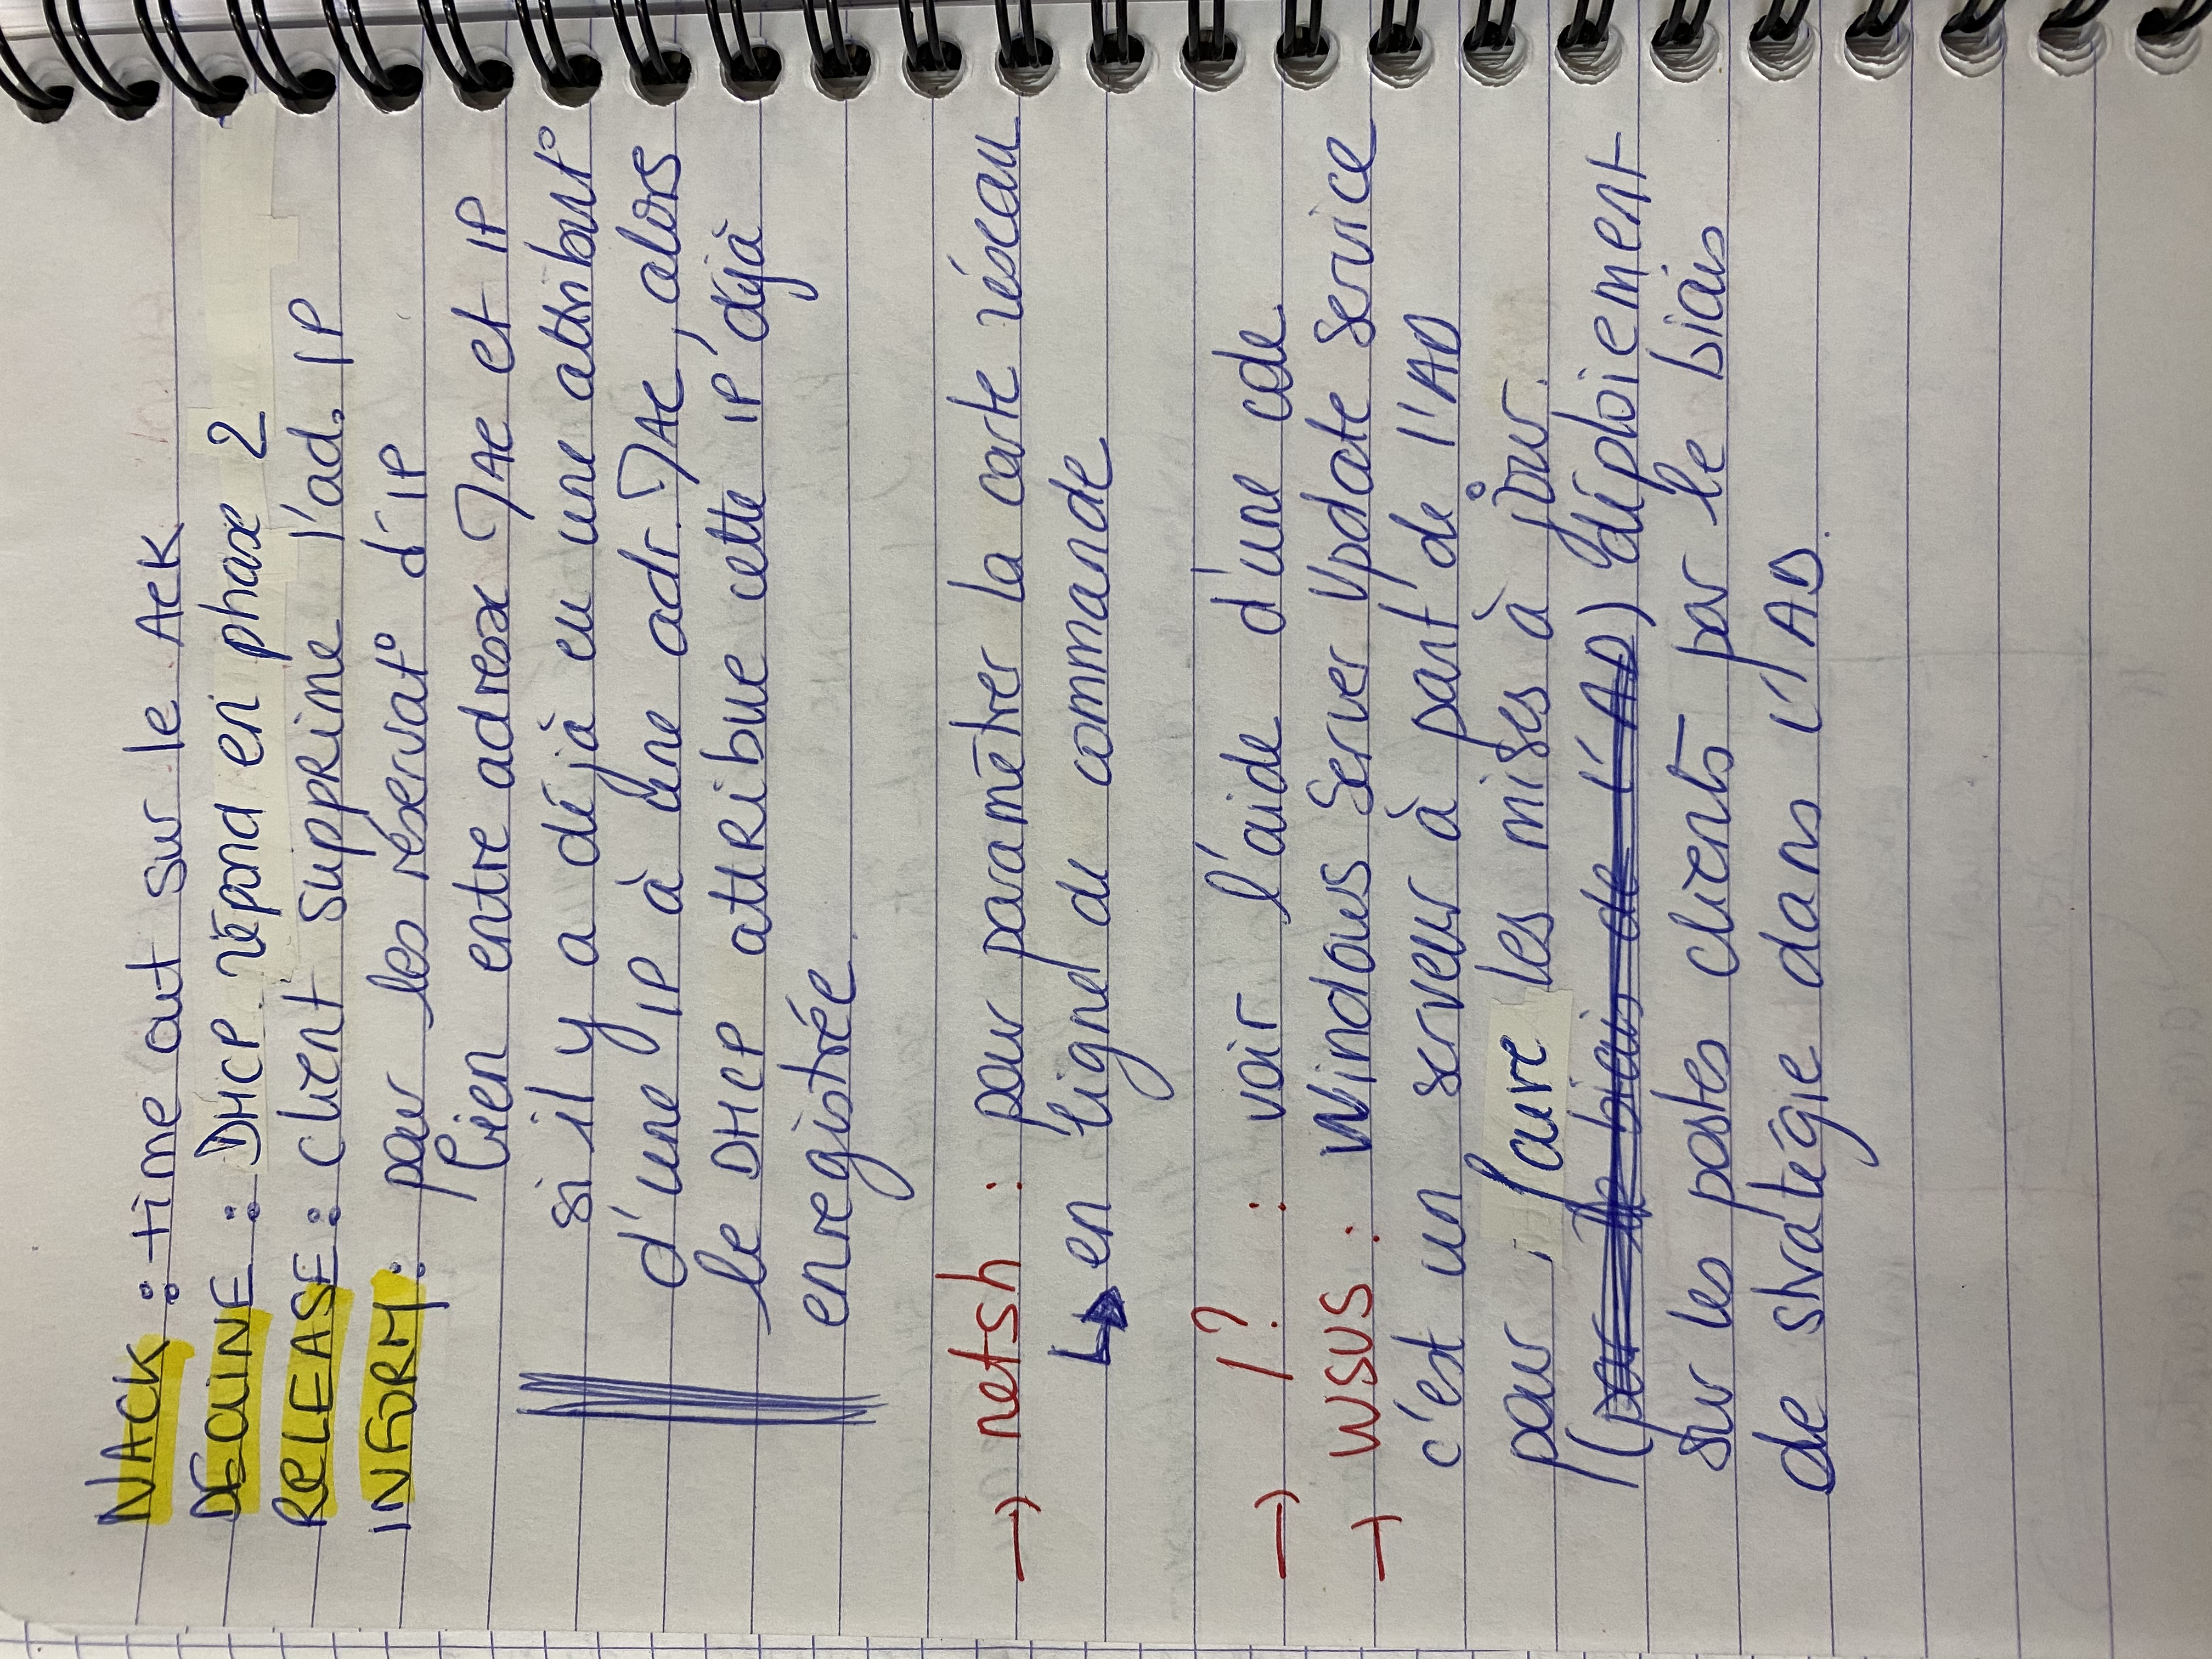 NACK : time out sur le ACK
DECLINE : DHCP répond en phase 2
RELEASE : client supprime l'ad. IP
INFORM : pour les réservat° d'IP
lien entre adresse MAC et IP
si il y a déjà eu une attribut°
d'une IP à une adr. MAC, alors
le DHCP attribue cette IP déjà
enregistrée.
→ netsh : pour paramétrer la carte réseau
↳ en ligne de commande
→ /? : voir l'aide d'une cde
→ WSUS : Windows Server Update Service
c'est un serveur à part de l'AD
pour faire les mises à jour.
(par le biais de l'AD) déploiement
sur les postes clients par le biais
de stratégie dans l'AD.